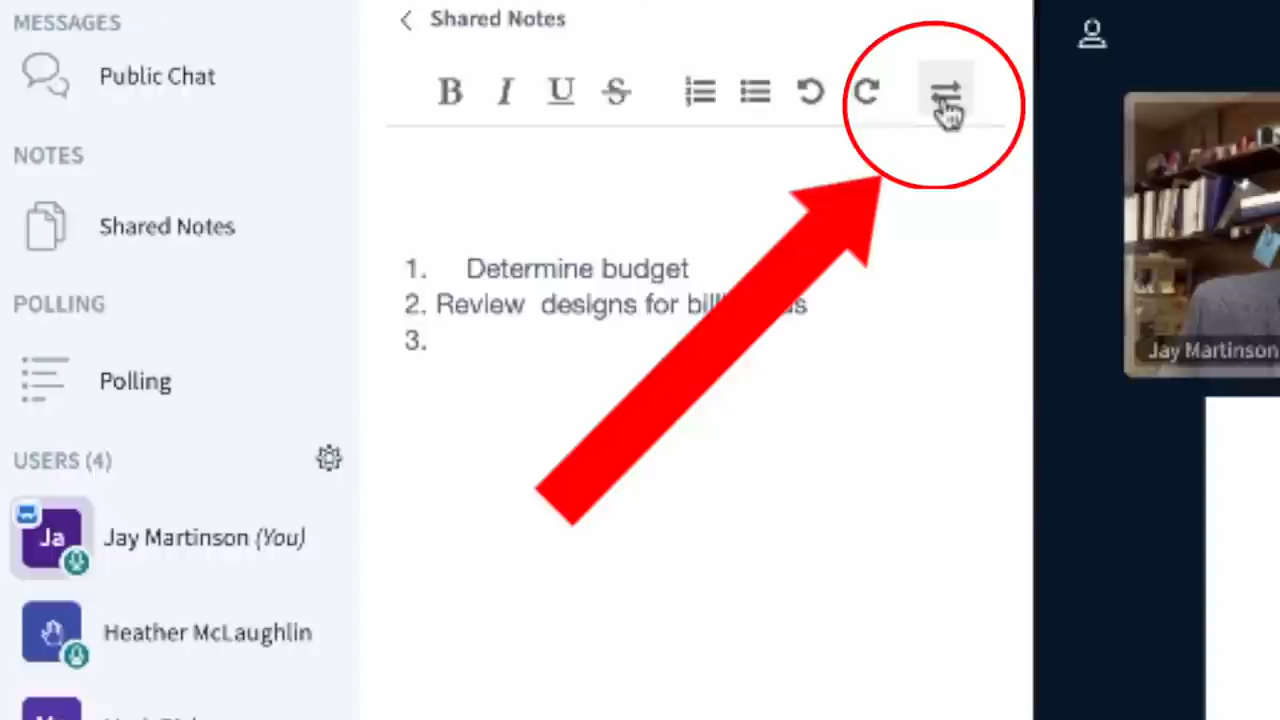 MESSAGES
Public Chat
NOTES
Shared Notes
POLLING
Polling
USERS (4)
Ja
Jay Martinson (You)
Heather McLaughlin
Shared Notes
B I U S
1. Determine budget
2. Review designs for
3.
Jay Martinson